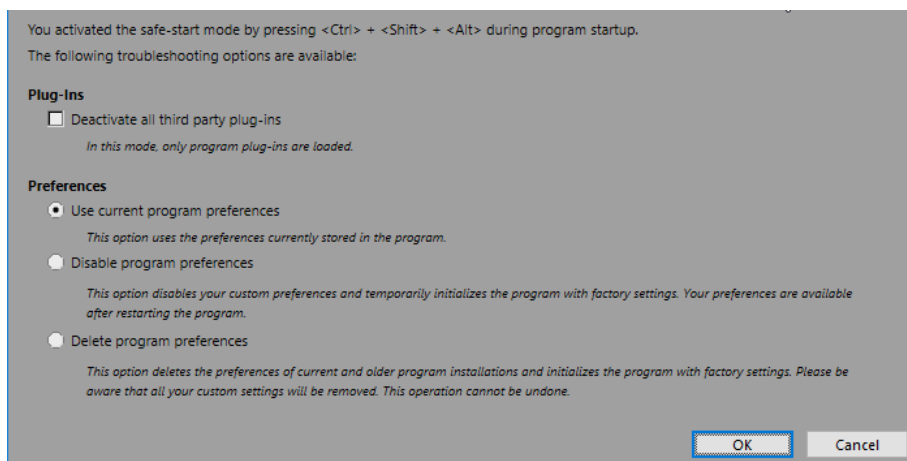 You activated the safe-start mode by pressing <Ctrl> + <Shift> + <Alt> during program startup.
The following troubleshooting options are available:
Plug-Ins
Deactivate all third party plug-ins
In this mode, only program plug-ins are loaded.
Preferences
Use current program preferences
This option uses the preferences currently stored in the program.
Disable program preferences
This option disables your custom preferences and temporarily initializes the program with factory settings. Your preferences are available
after restarting the program.
Delete program preferences
This option deletes the preferences of current and older program installations and initializes the program with factory settings. Please be
aware that all your custom settings will be removed. This operation cannot be undone.
OK
Cancel